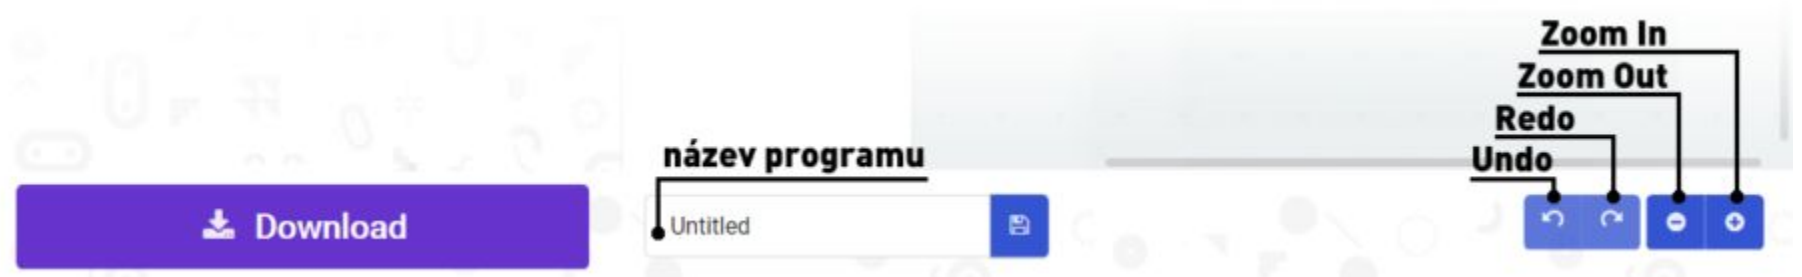 Zoom In
Zoom Out
Redo
název programu
Undo
Download
Untitled